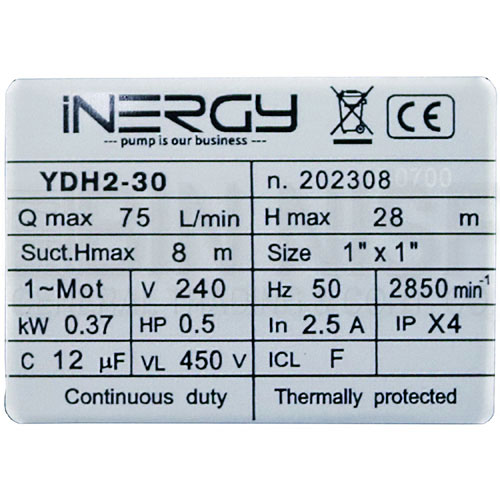 iNERGY
--- pump is our business ---
CE
YDH2-30 n. 202308
Q max 75 L/min H max 28 m
Suct.Hmax 8 m Size 1" x 1"
1~Mot V 240 Hz 50 2850 min-¹
kW 0.37 HP 0.5 In 2.5 A IP X4
C 12 µF VL 450 V ICL F
Continuous duty Thermally protected